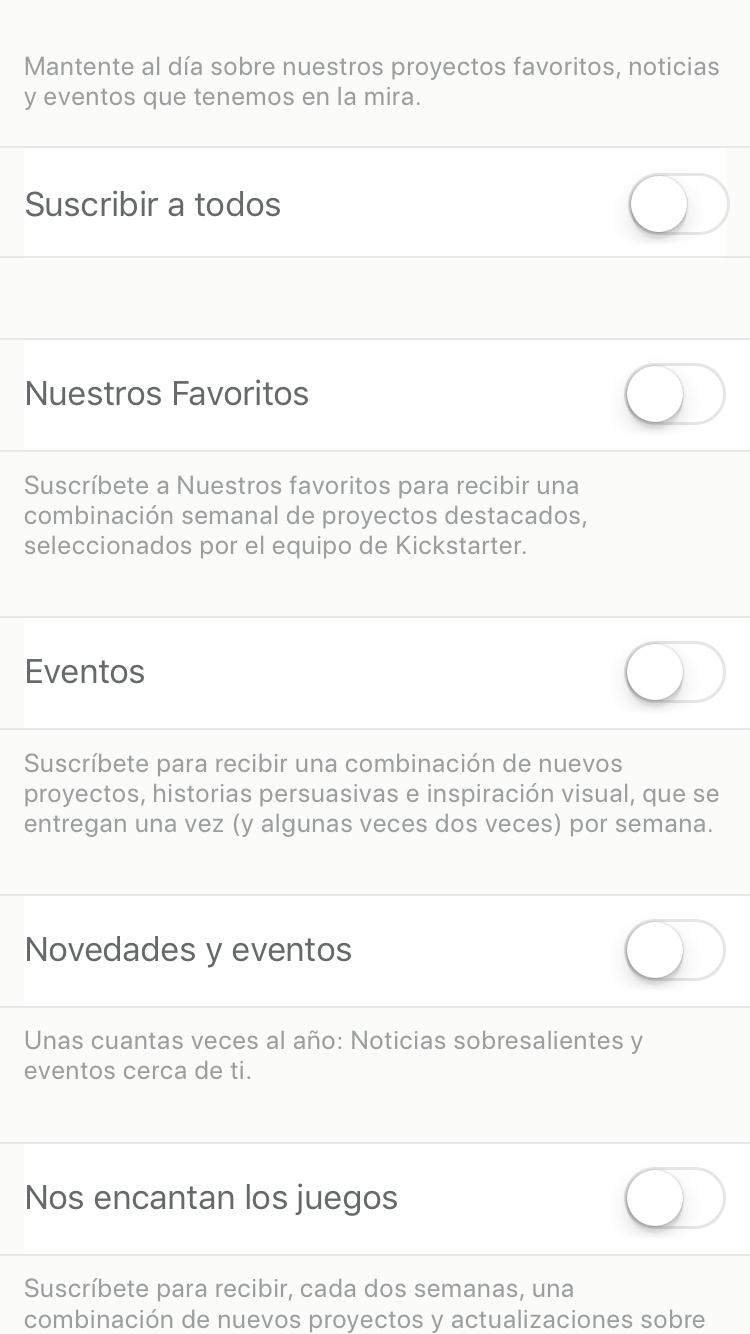 Mantente al día sobre nuestros proyectos favoritos, noticias
y eventos que tenemos en la mira.
Suscribir a todos
Nuestros Favoritos
Suscríbete a Nuestros favoritos para recibir una
combinación semanal de proyectos destacados,
seleccionados por el equipo de Kickstarter.
Eventos
Suscríbete para recibir una combinación de nuevos
proyectos, historias persuasivas e inspiración visual, que se
entregan una vez (y algunas veces dos veces) por semana.
Novedades y eventos
Unas cuantas veces al año: Noticias sobresalientes y
eventos cerca de ti.
Nos encantan los juegos
Suscríbete para recibir, cada dos semanas, una
combinación de nuevos proyectos y actualizaciones sobre